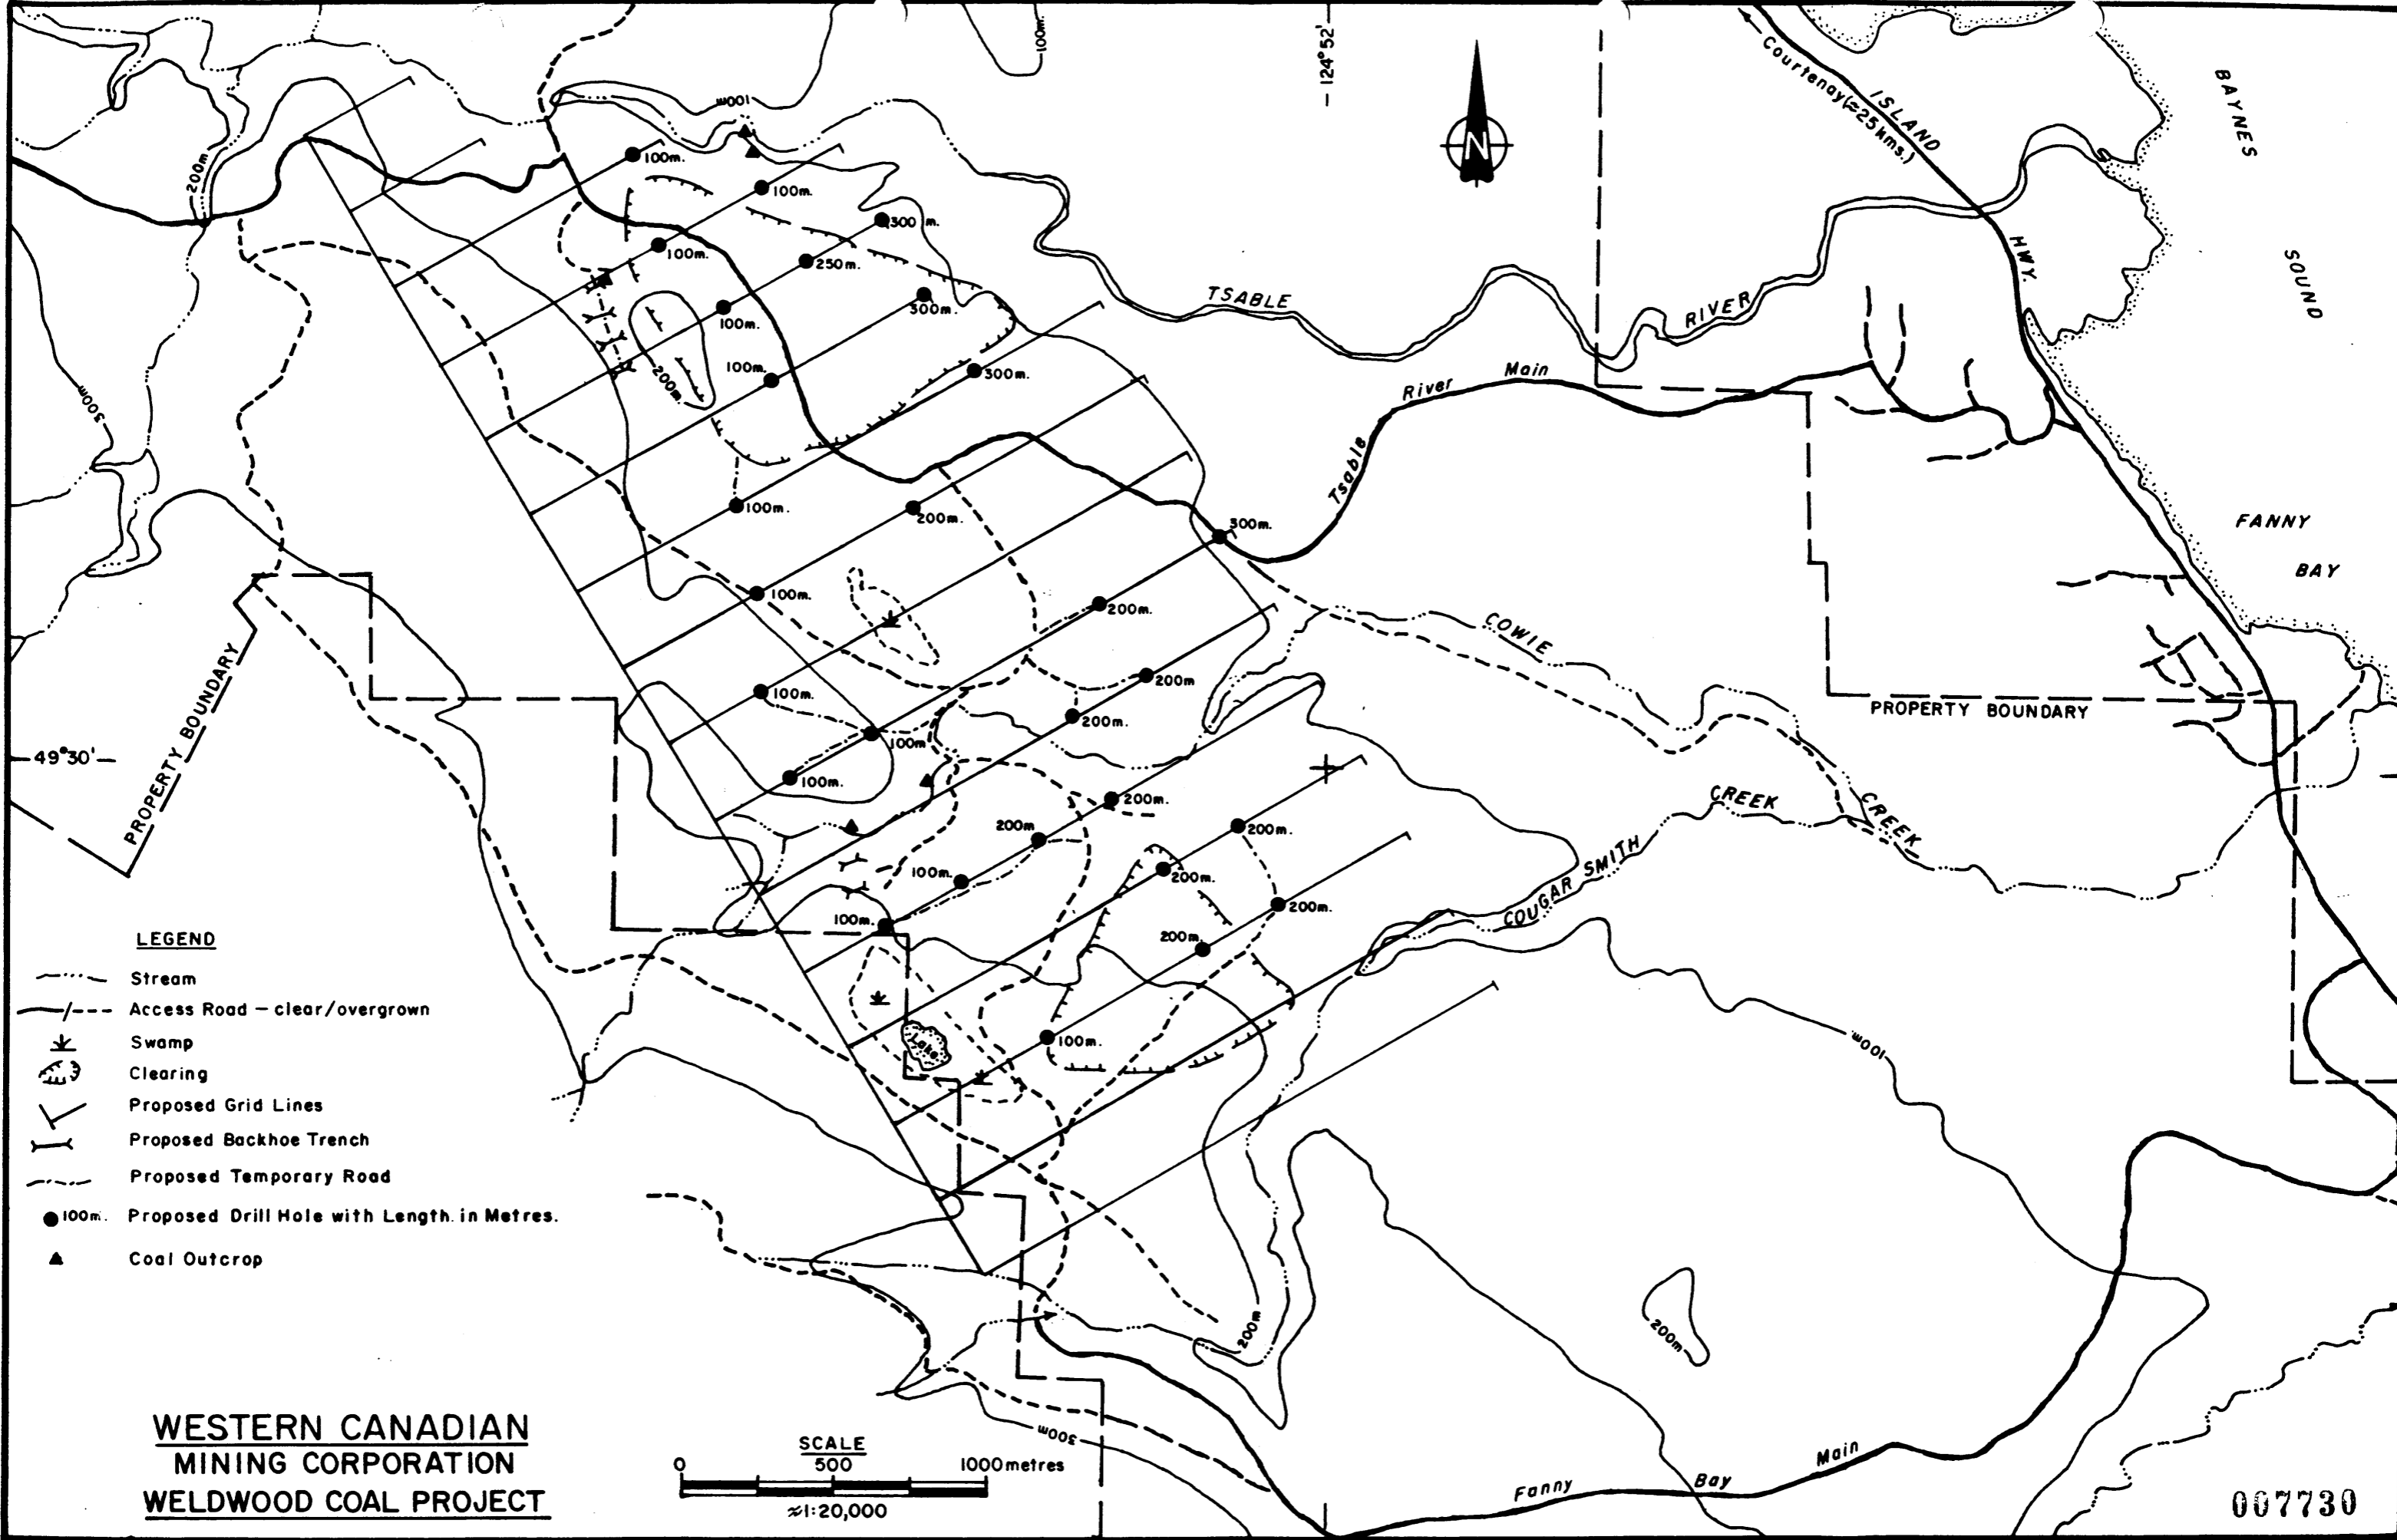 100m.
-124°52'
Courtenay (≈25 kms.)
ISLAND
HWY.
BAYNES
SOUND
100m
200m
100m.
100m.
300 m.
100m.
250m.
100m.
300m.
TSABLE
RIVER
200m
100m.
300m.
River
Main
Tsable
300m
100m.
200m.
300m.
FANNY
BAY
100m.
200m.
COWIE
CREEK
100m.
200m
200m.
PROPERTY BOUNDARY
100m
100m.
49°30'
PROPERTY BOUNDARY
200m.
200m
200m.
100m.
200m.
100m.
200m.
200m.
COUGAR SMITH
CREEK
Lake
100m.
100m
LEGEND
Stream
Access Road — clear/overgrown
Swamp
Clearing
Proposed Grid Lines
Proposed Backhoe Trench
Proposed Temporary Road
100m. Proposed Drill Hole with Length in Metres.
Coal Outcrop
200m
200m
300m
Fanny
Bay
Main
WESTERN CANADIAN
MINING CORPORATION
WELDWOOD COAL PROJECT
SCALE
0 500 1000 metres
≈1:20,000
N
007730